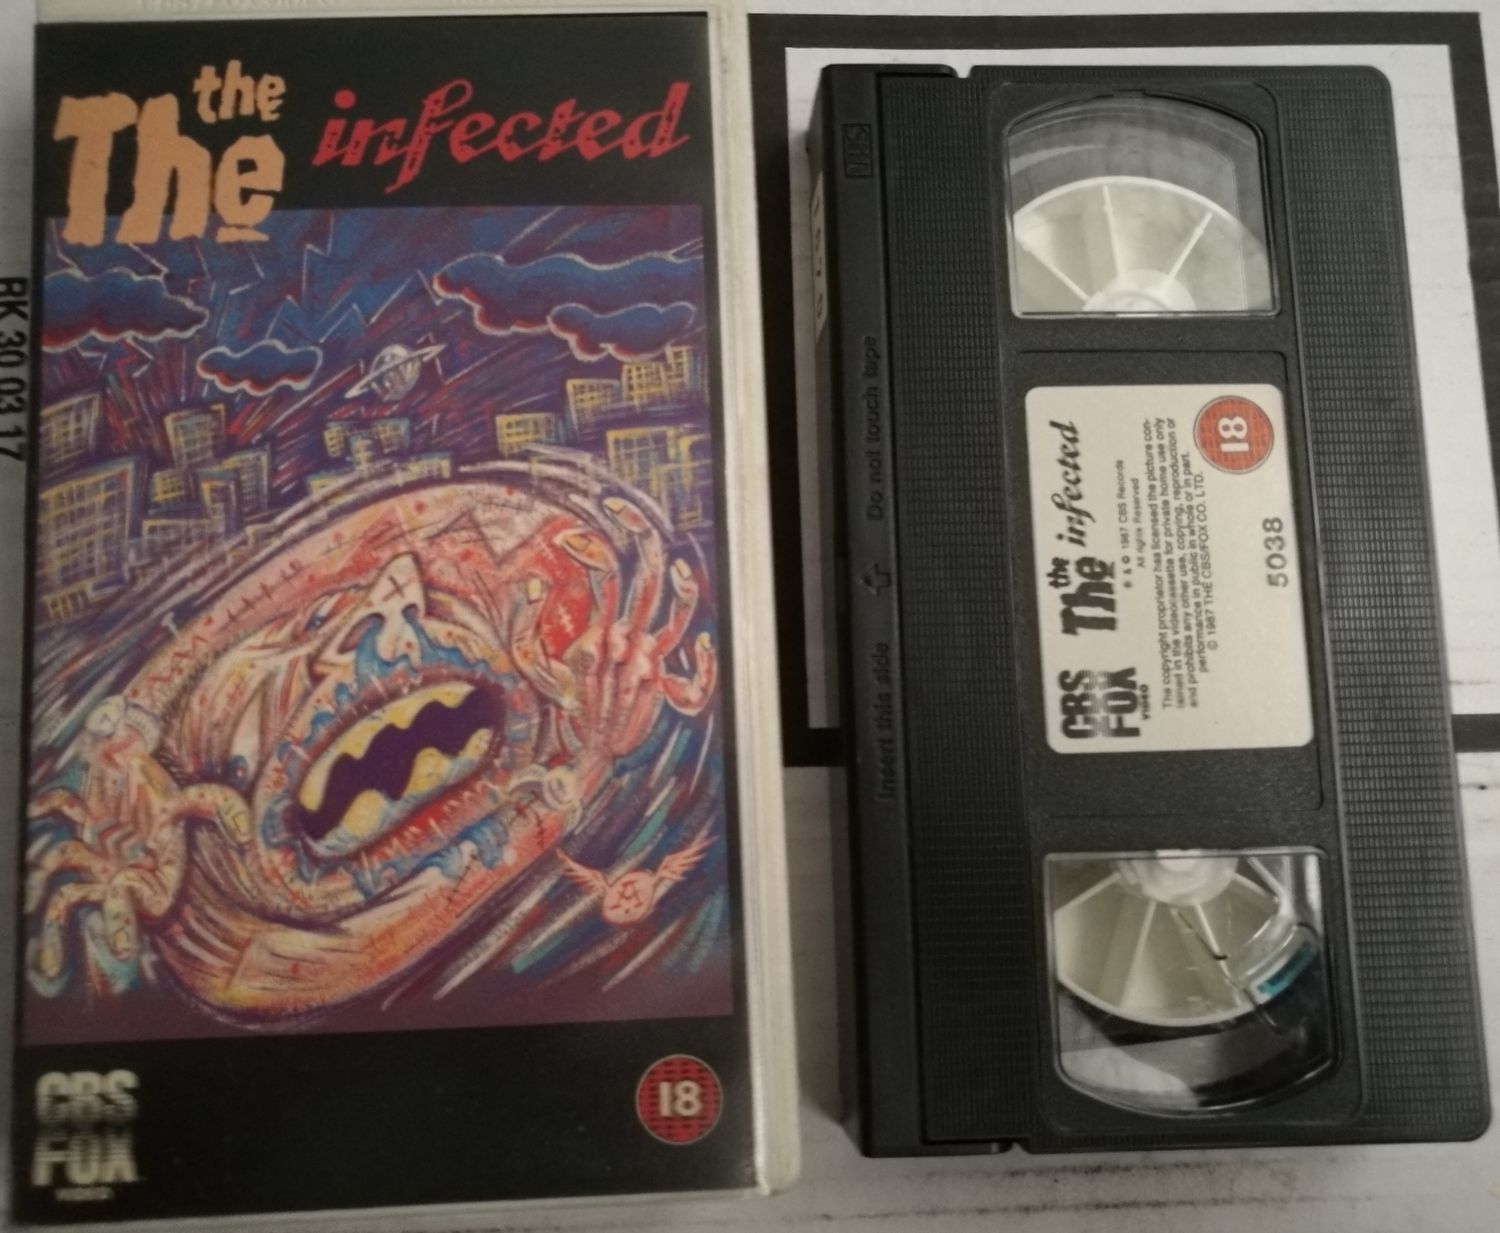 the
The infected
RK 30 03 17
CBS
FOX
VIDEO
18
VHS
Insert this side
Do not touch tape
CBS
FOX
VIDEO
the
The infected
℗ & © 1987 CBS Records
All rights Reserved
The copyright proprietor has licensed the picture con-
tained in the videocassette for private home use only
and prohibits any other use, copying, reproduction or
performance in public in whole or in part.
© 1987 THE CBS/FOX CO. LTD.
18
5038